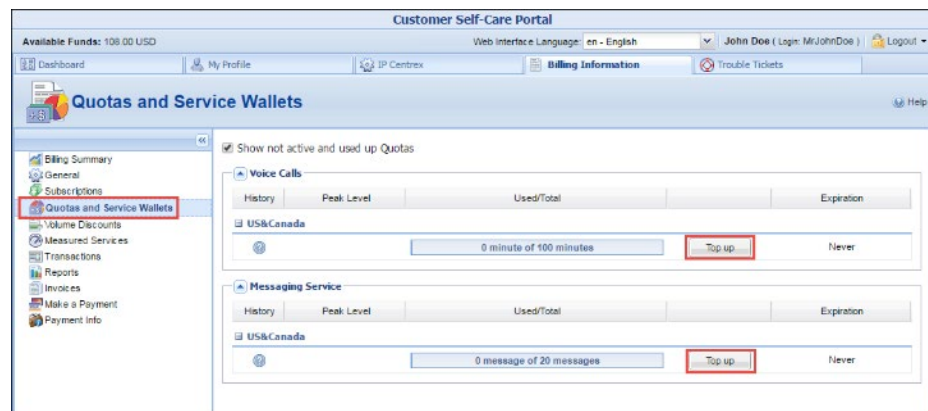 Customer Self-Care Portal
Available Funds: 108.00 USD Web Interface Language: en - English John Doe ( Login: MrJohnDoe ) Logout
Dashboard My Profile IP Centrex Billing Information Trouble Tickets
Quotas and Service Wallets Help
Billing Summary
General
Subscriptions
Quotas and Service Wallets
Volume Discounts
Measured Services
Transactions
Reports
Invoices
Make a Payment
Payment Info
Show not active and used up Quotas
Voice Calls
History Peak Level Used/Total Expiration
US&Canada
0 minute of 100 minutes Top up Never
Messaging Service
History Peak Level Used/Total Expiration
US&Canada
0 message of 20 messages Top up Never